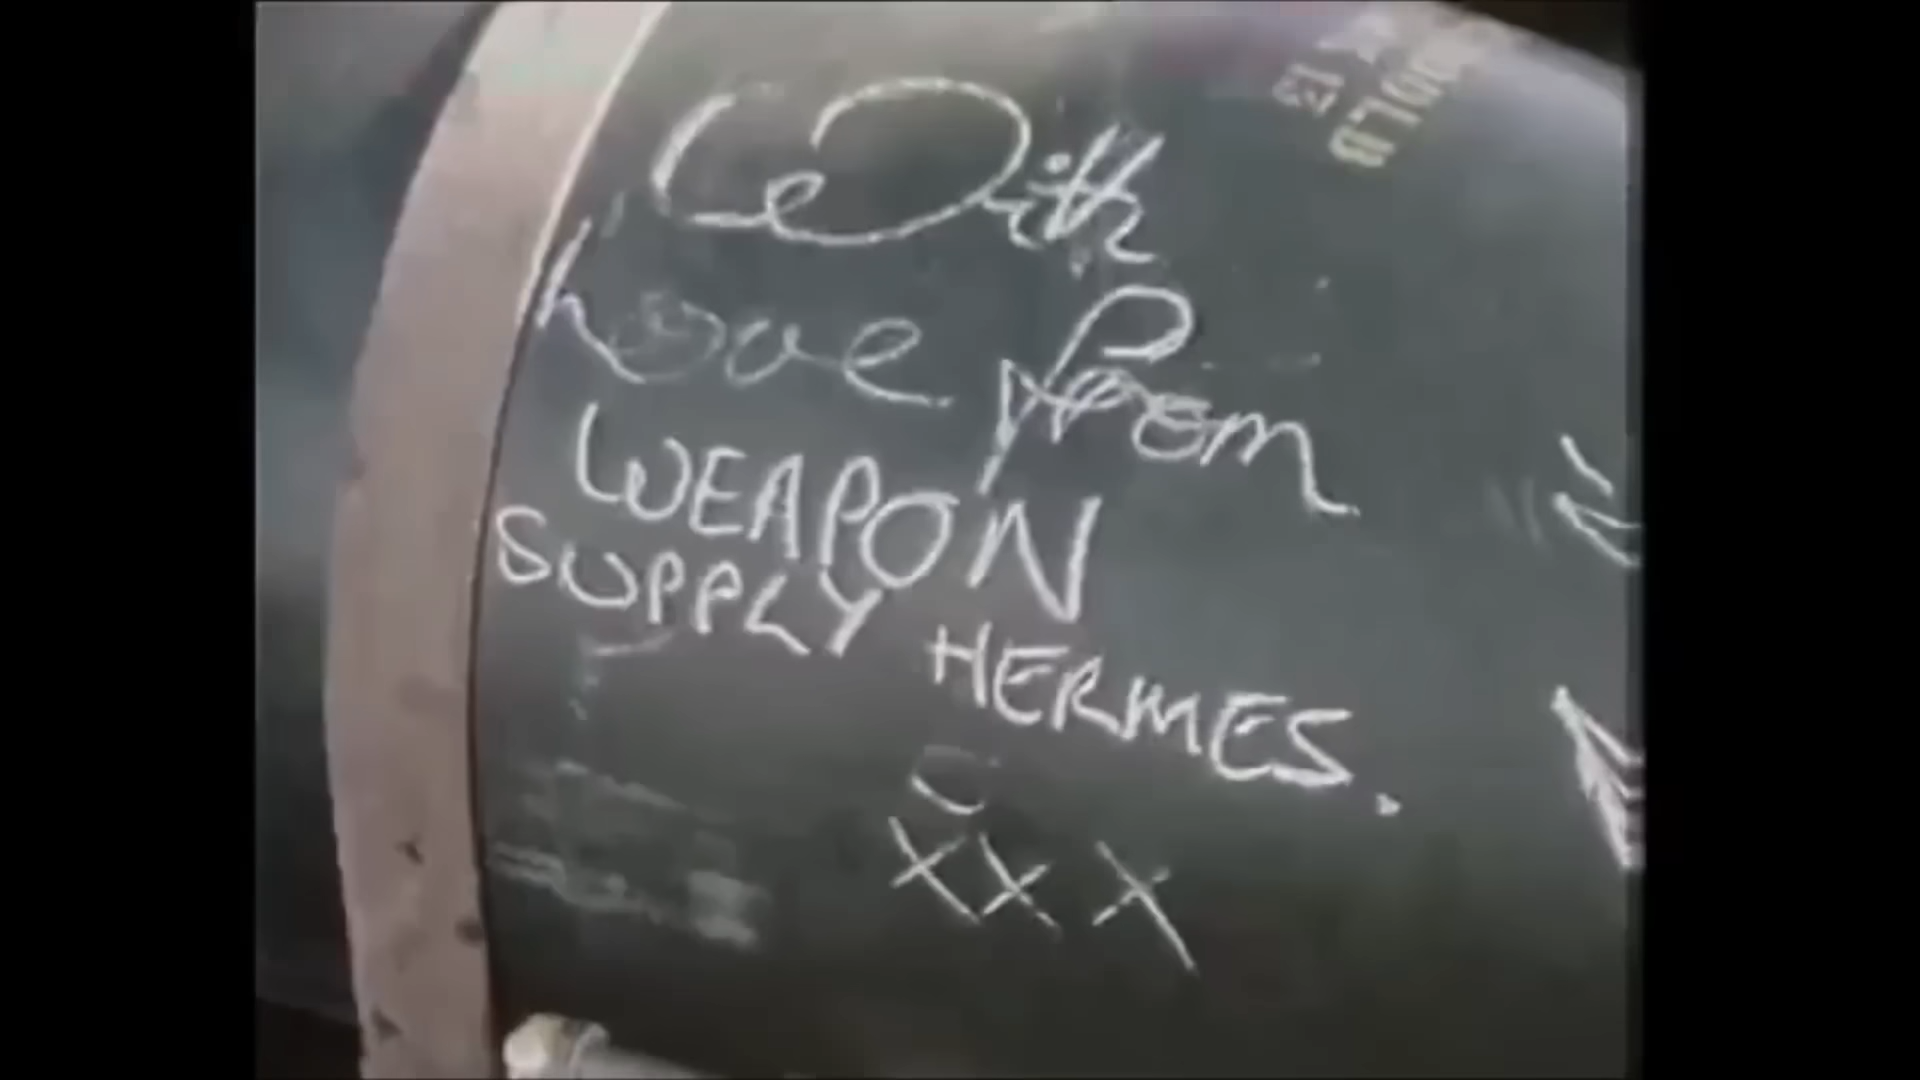 With
Love from
WEAPON
SUPPLY HERMES.
XXX